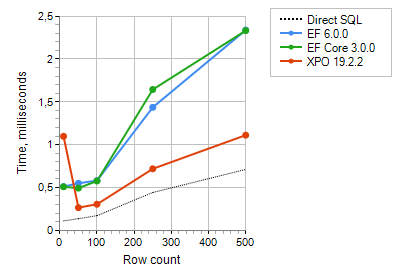 2,5
2
1,5
1
0,5
0
0
100
200
300
400
500
Time, milliseconds
Row count
Direct SQL
EF 6.0.0
EF Core 3.0.0
XPO 19.2.2